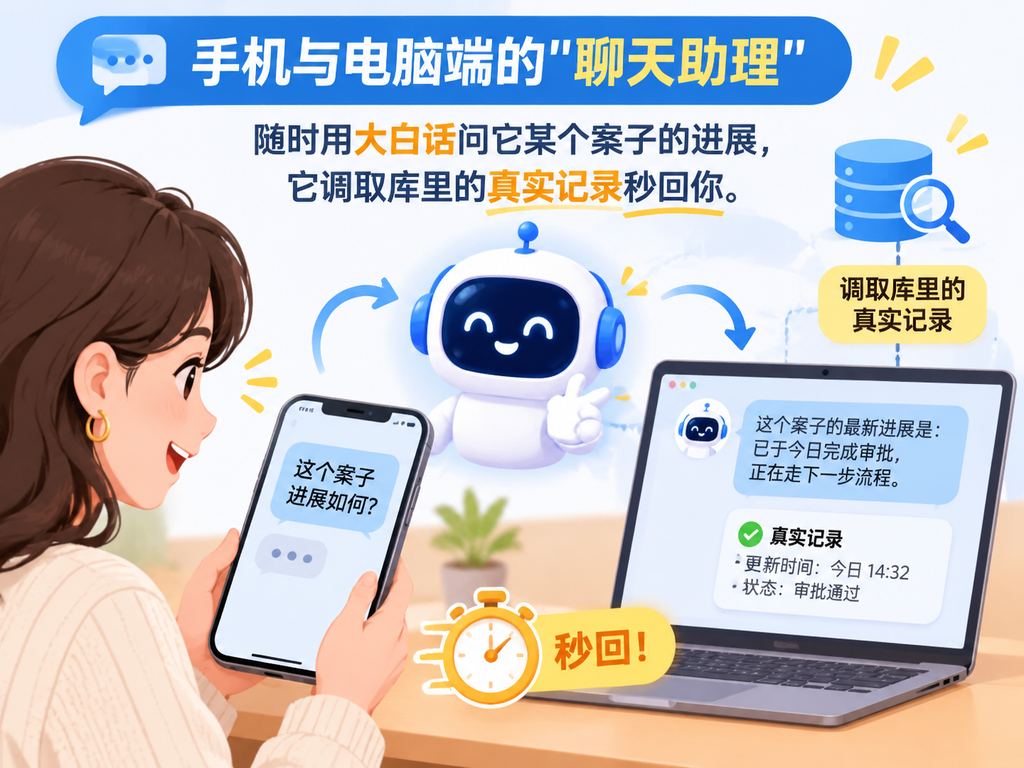 手机与电脑端的"聊天助理"
随时用大白话问它某个案子的进展，
它调取库里的真实记录秒回你。
调取库里的
真实记录
这个案子
进展如何？
这个案子的最新进展是：
已于今日完成审批，
正在走下一步流程。
真实记录
• 更新时间：今日 14:32
• 状态：审批通过
秒回！